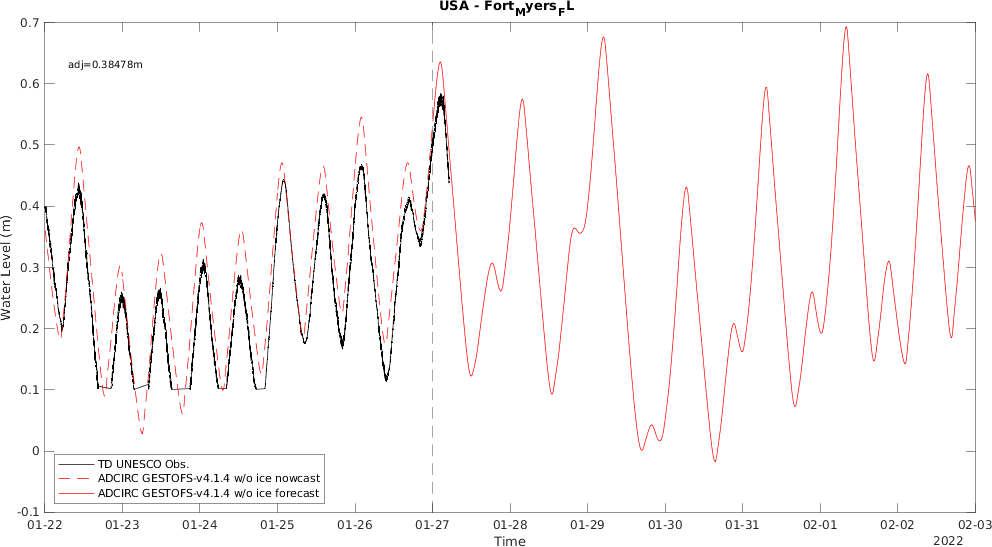 USA - Fort_Myers_FL
adj=0.38478m
0.7
0.6
0.5
0.4
0.3
0.2
0.1
0
-0.1
Water Level (m)
TD UNESCO Obs.
ADCIRC GESTOFS-v4.1.4 w/o ice nowcast
ADCIRC GESTOFS-v4.1.4 w/o ice forecast
01-22 01-23 01-24 01-25 01-26 01-27 01-28 01-29 01-30 01-31 02-01 02-02 02-03
Time
2022